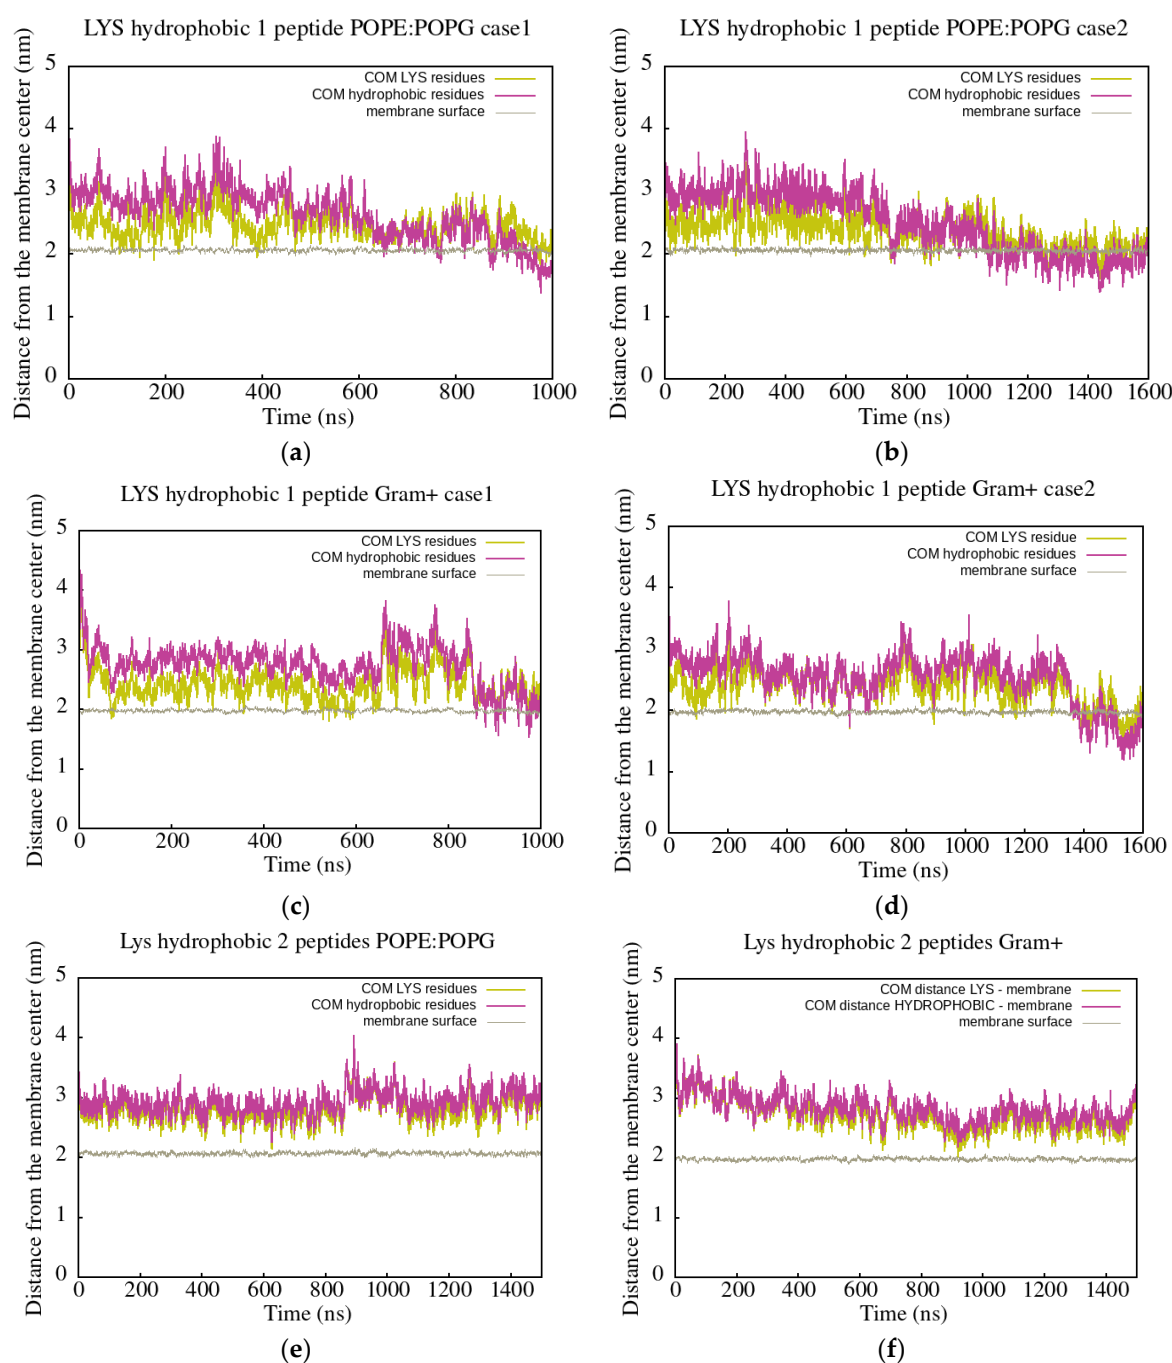 LYS hydrophobic 1 peptide POPE:POPG case1
Distance from the membrane center (nm)
5
4
3
2
1
0
COM LYS residues
COM hydrophobic residues
membrane surface
0 200 400 600 800 1000
Time (ns)
(a)
LYS hydrophobic 1 peptide POPE:POPG case2
Distance from the membrane center (nm)
5
4
3
2
1
0
COM LYS residues
COM hydrophobic residues
membrane surface
0 200 400 600 800 1000 1200 1400 1600
Time (ns)
(b)
LYS hydrophobic 1 peptide Gram+ case1
Distance from the membrane center (nm)
5
4
3
2
1
0
COM LYS residues
COM hydrophobic residues
membrane surface
0 200 400 600 800 1000
Time (ns)
(c)
LYS hydrophobic 1 peptide Gram+ case2
Distance from the membrane center (nm)
5
4
3
2
1
0
COM LYS residue
COM hydrophobic residues
membrane surface
0 200 400 600 800 1000 1200 1400 1600
Time (ns)
(d)
Lys hydrophobic 2 peptides POPE:POPG
Distance from the membrane center (nm)
5
4
3
2
1
0
COM LYS residues
COM hydropbobic residues
membrane surface
0 200 400 600 800 1000 1200 1400
Time (ns)
(e)
Lys hydrophobic 2 peptides Gram+
Distance from the membrane center (nm)
5
4
3
2
1
0
COM distance LYS - membrane
COM distance HYDROPHOBIC - membrane
membrane surface
0 200 400 600 800 1000 1200 1400
Time (ns)
(f)